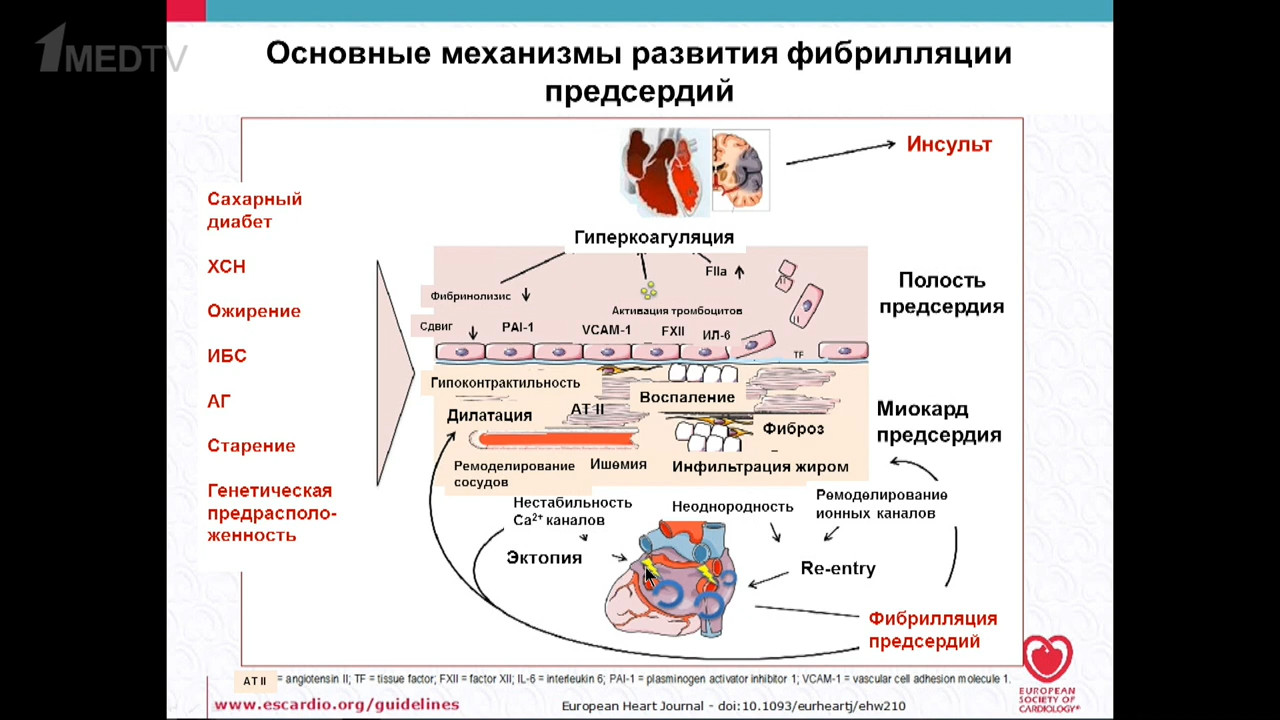 1MEDTV
Основные механизмы развития фибрилляции
предсердий
Инсульт
Сахарный
диабет
ХСН
Ожирение
ИБС
АГ
Старение
Генетическая
предрасполо-
женность
Гиперкоагуляция
FIIa
Фибринолизис
Активация тромбоцитов
Сдвиг
PAI-1
VCAM-1
FXII
ИЛ-6
TF
Полость
предсердия
Гипоконтрактильность
Воспаление
Дилатация
АТ II
Фиброз
Миокард
предсердия
Ремоделирование
сосудов
Ишемия
Инфильтрация жиром
Нестабильность
Ca²⁺ каналов
Неоднородность
Ремоделирование
ионных каналов
Эктопия
Re-entry
Фибрилляция
предсердий
АТ II = angiotensin II; TF = tissue factor; FXII = factor XII; IL-6 = interleukin 6; PAI-1 = plasminogen activator inhibitor 1; VCAM-1 = vascular cell adhesion molecule 1.
www.escardio.org/guidelines
European Heart Journal - doi:10.1093/eurheartj/ehw210
EUROPEAN
SOCIETY OF
CARDIOLOGY®